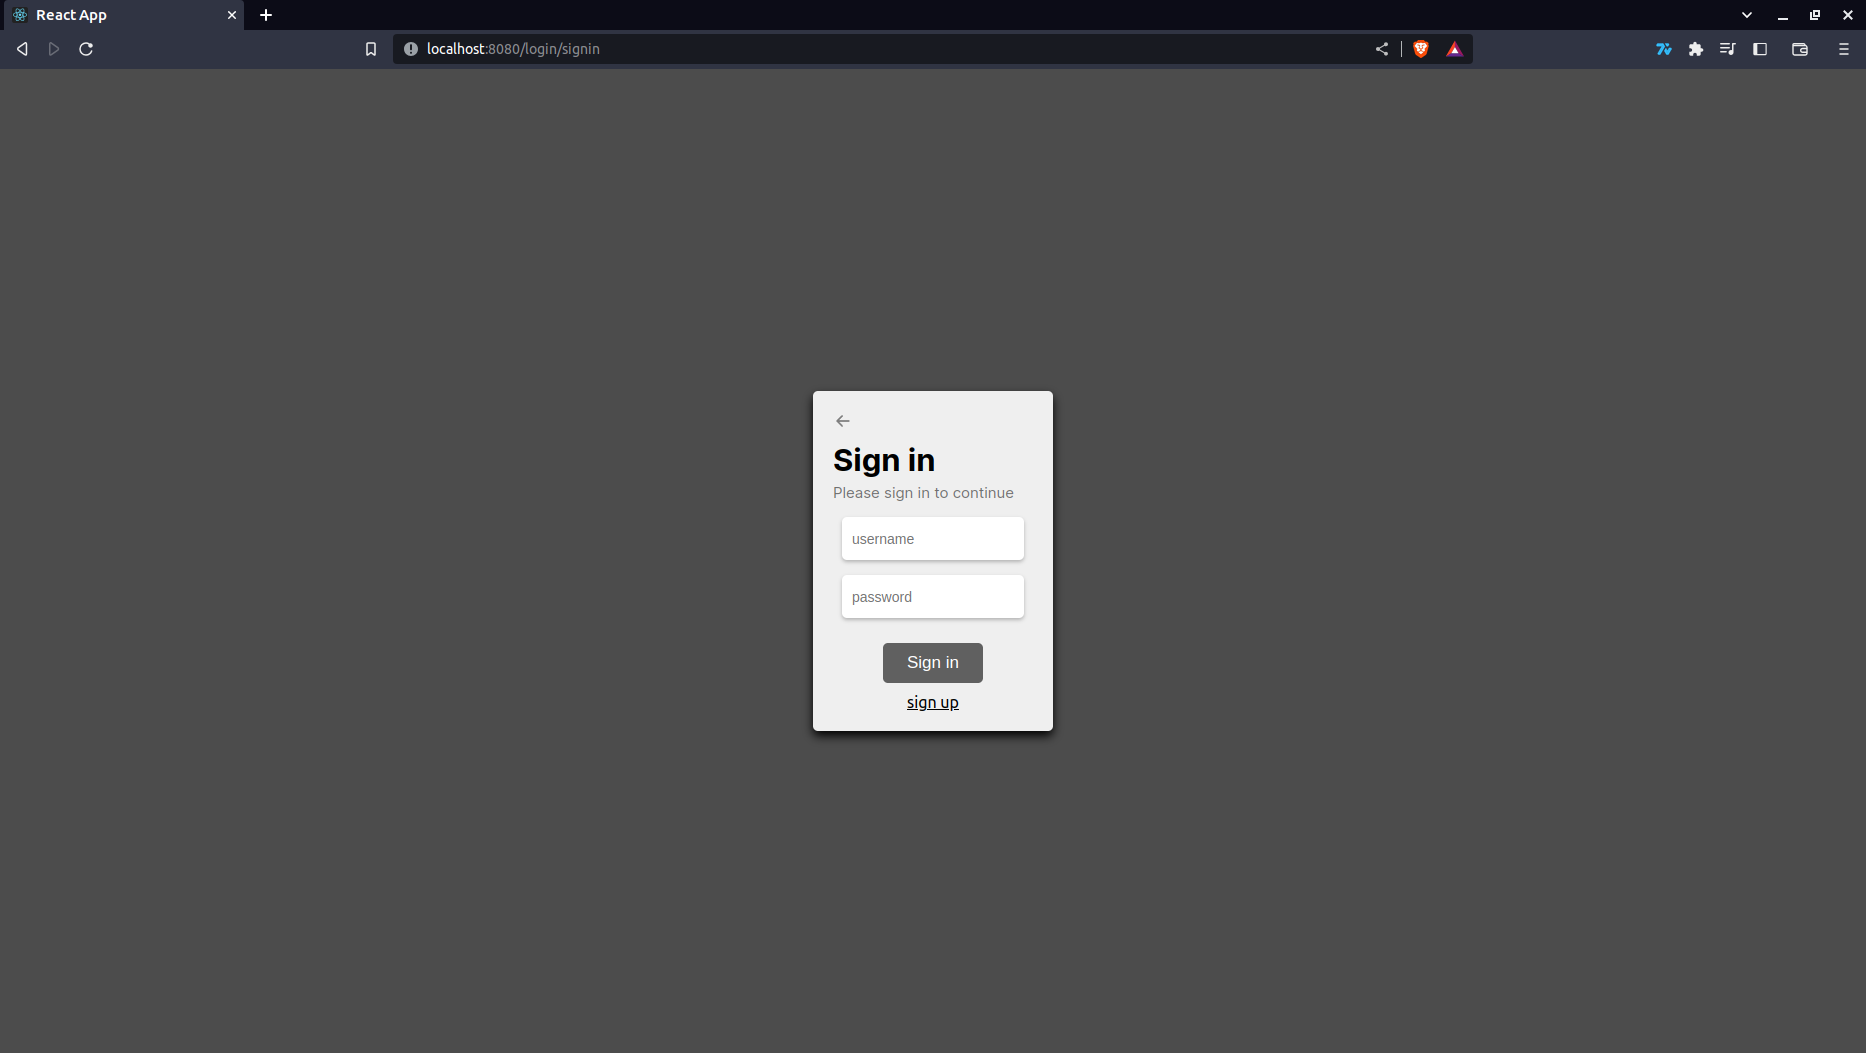 React App
localhost:8080/login/signin
Sign in
Please sign in to continue
username
password
Sign in
sign up